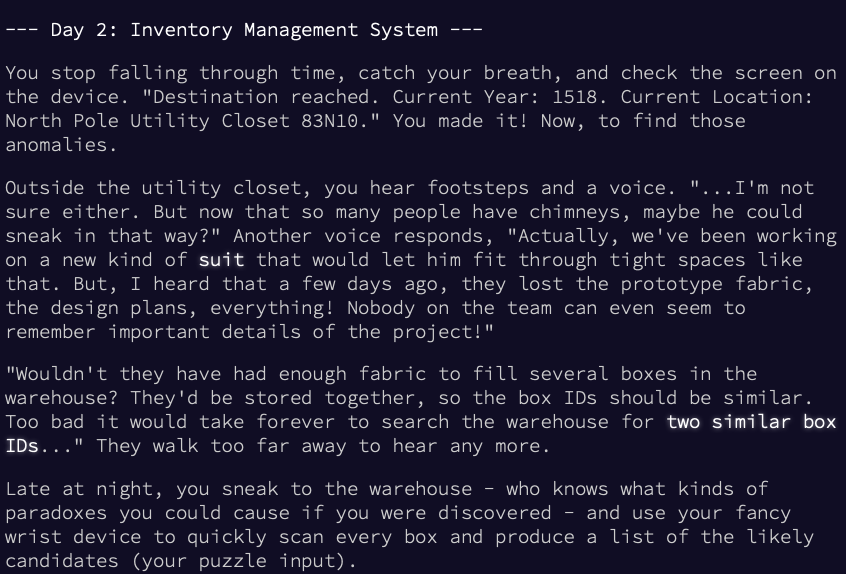 --- Day 2: Inventory Management System ---
You stop falling through time, catch your breath, and check the screen on
the device. "Destination reached. Current Year: 1518. Current Location:
North Pole Utility Closet 83N10." You made it! Now, to find those
anomalies.
Outside the utility closet, you hear footsteps and a voice. "...I'm not
sure either. But now that so many people have chimneys, maybe he could
sneak in that way?" Another voice responds, "Actually, we've been working
on a new kind of suit that would let him fit through tight spaces like
that. But, I heard that a few days ago, they lost the prototype fabric,
the design plans, everything! Nobody on the team can even seem to
remember important details of the project!"
"Wouldn't they have had enough fabric to fill several boxes in the
warehouse? They'd be stored together, so the box IDs should be similar.
Too bad it would take forever to search the warehouse for two similar box
IDs..." They walk too far away to hear any more.
Late at night, you sneak to the warehouse - who knows what kinds of
paradoxes you could cause if you were discovered - and use your fancy
wrist device to quickly scan every box and produce a list of the likely
candidates (your puzzle input).